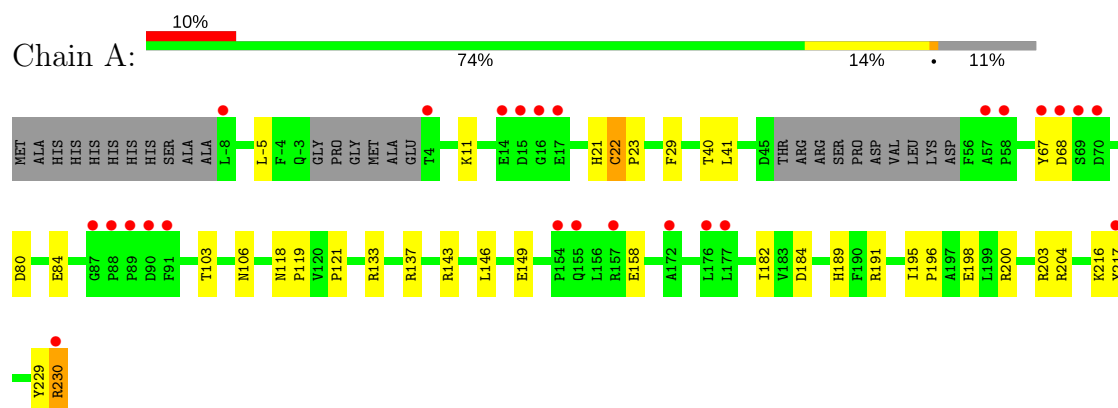 10%
Chain A:
74% 14% • 11%
MET ALA HIS HIS HIS HIS HIS HIS SER ALA ALA L-8 L-5 F-4 Q-3 GLY PRO GLY MET ALA GLU T4 K11 E14 D15 G16 E17 H21 C22 P23 F29 T40 L41 D45 THR ARG ARG SER PRO ASP VAL LEU LYS ASP F56 A57 P58 Y67 D68 S69 D70
D80 E84 G87 P88 P89 D90 F91 T103 N106 N118 P119 V120 P121 R133 R137 R143 L146 E149 P154 Q155 L156 R157 E158 A172 L176 L177 I182 V183 D184 H189 F190 R191 I195 P196 A197 E198 L199 R200 R203 R204 K216
Y229 R230